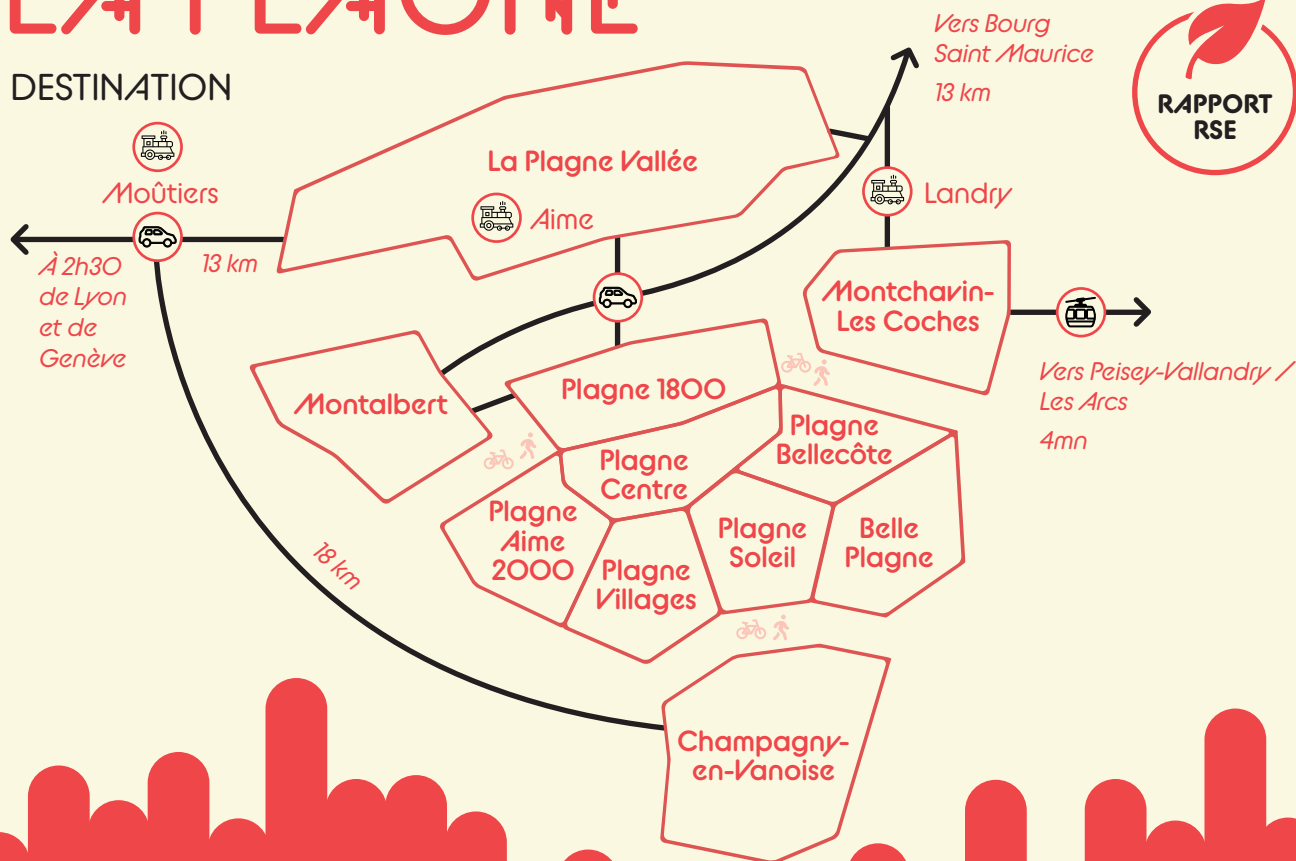 LA PLAGNE
DESTINATION
Vers Bourg
Saint Maurice
13 km
RAPPORT
RSE
Moûtiers
13 km
À 2h30
de Lyon
et de
Genève
La Plagne Vallée
Aime
Landry
Montchavin-
Les Coches
Vers Peisey-Vallandry /
Les Arcs
4mn
Montalbert
Plagne 1800
Plagne
Bellecôte
Plagne
Centre
Plagne
Aime
2000
Plagne
Villages
Plagne
Soleil
Belle
Plagne
18 km
Champagny-
en-Vanoise